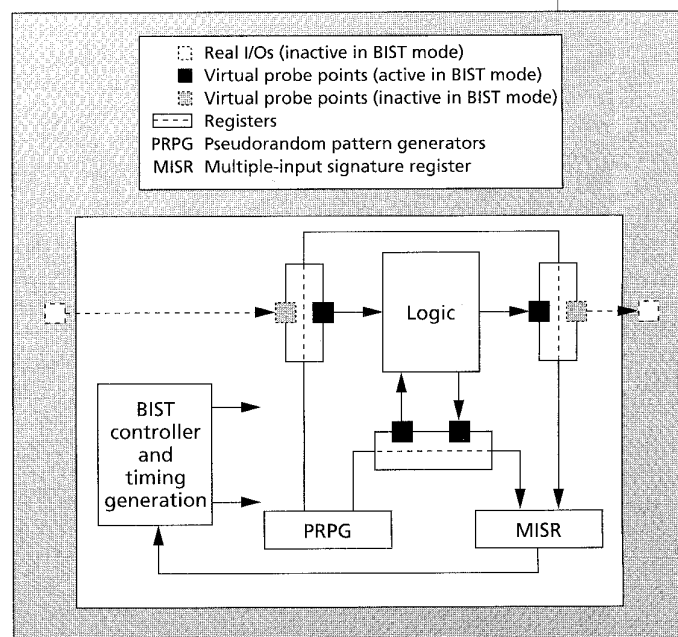 Real I/Os (inactive in BIST mode)
Virtual probe points (active in BIST mode)
Virtual probe points (inactive in BIST mode)
Registers
PRPG Pseudorandom pattern generators
MISR Multiple-input signature register
Logic
BIST
controller
and
timing
generation
PRPG
MISR